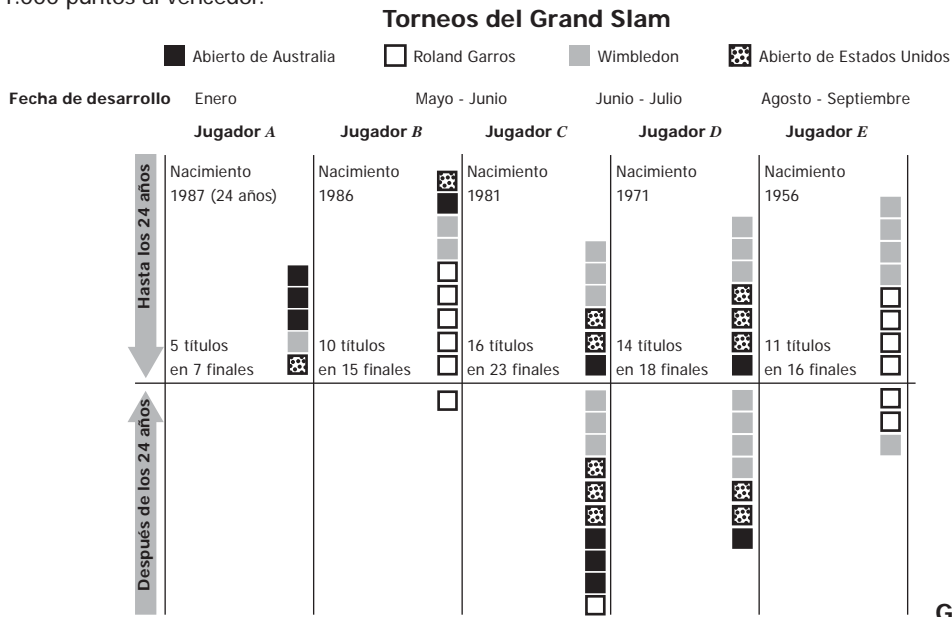 1.000 puntos al vencedor.
Torneos del Grand Slam
Abierto de Australia Roland Garros Wimbledon Abierto de Estados Unidos
Fecha de desarrollo Enero Mayo - Junio Junio - Julio Agosto - Septiembre
Jugador A Jugador B Jugador C Jugador D Jugador E
Hasta los 24 años
Nacimiento Nacimiento Nacimiento Nacimiento Nacimiento
1987 (24 años) 1986 1981 1971 1956
5 títulos 10 títulos 16 títulos 14 títulos 11 títulos
en 7 finales en 15 finales en 23 finales en 18 finales en 16 finales
Después de los 24 años
G